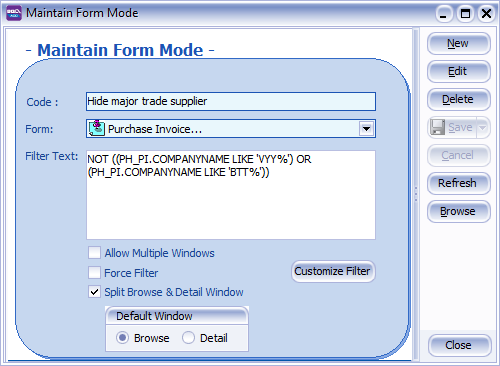 Maintain Form Mode
- Maintain Form Mode -
Code :
Hide major trade supplier
Form:
Purchase Invoice...
Filter Text:
NOT ((PH_PI.COMPANYNAME LIKE 'VYY%') OR
(PH_PI.COMPANYNAME LIKE 'BTT%'))
Allow Multiple Windows
Force Filter
Customize Filter
Split Browse & Detail Window
Default Window
Browse
Detail
New
Edit
Delete
Save
Cancel
Refresh
Browse
Close